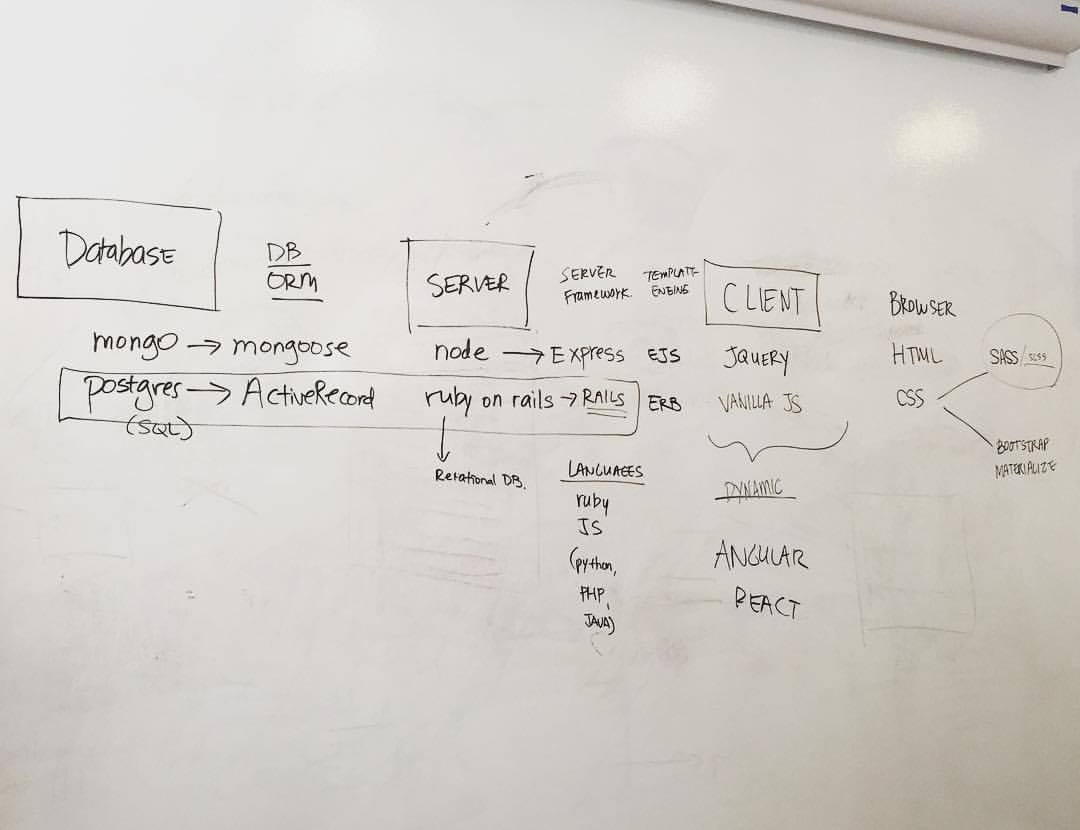 Database
DB
ORM
mongo → mongoose
postgres → ActiveRecord
(SQL)
SERVER
SERVER
Framework.
TEMPLATE
ENGINE
node → Express EJS
ruby on rails → RAILS ERB
Relational DB.
LANGUAGES
ruby
JS
(python,
PHP,
JAVA)
CLIENT
JQUERY
VANILLA JS
DYNAMIC
ANGULAR
REACT
BROWSER
HTML
CSS
SASS/SCSS
BOOTSTRAP
MATERIALIZE